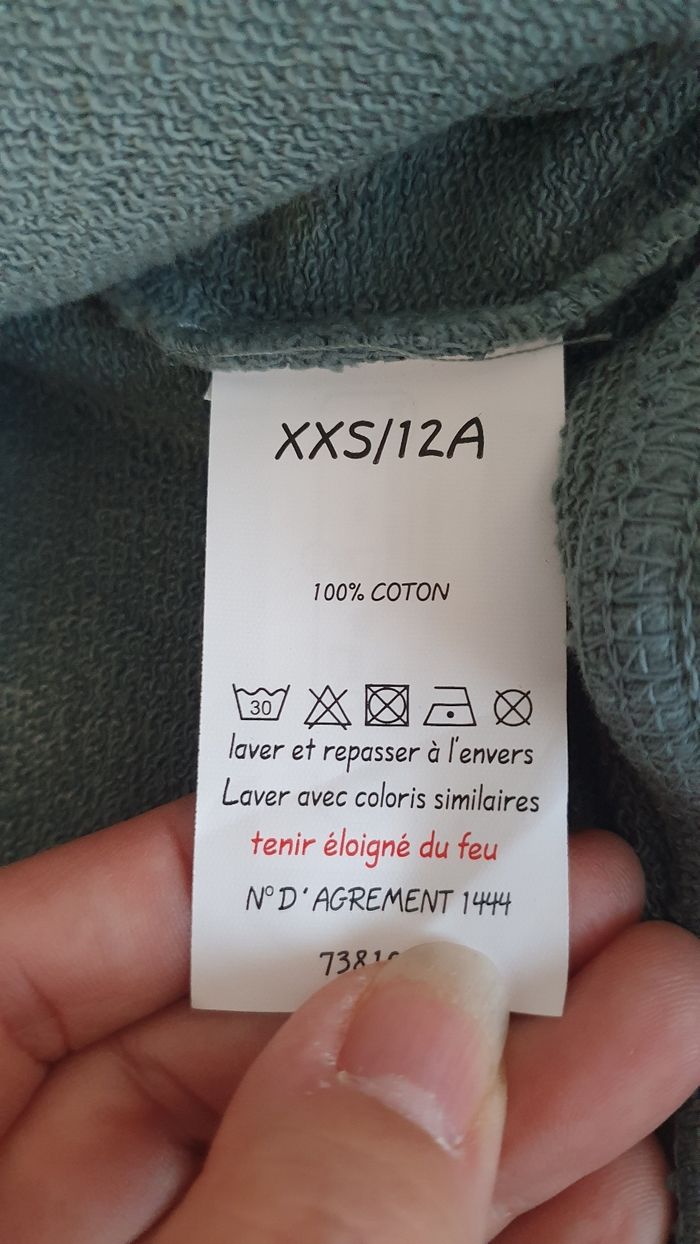 XXS/12A
100% COTON
30
laver et repasser à l'envers
Laver avec coloris similaires
tenir éloigné du feu
N° D'AGREMENT 1444